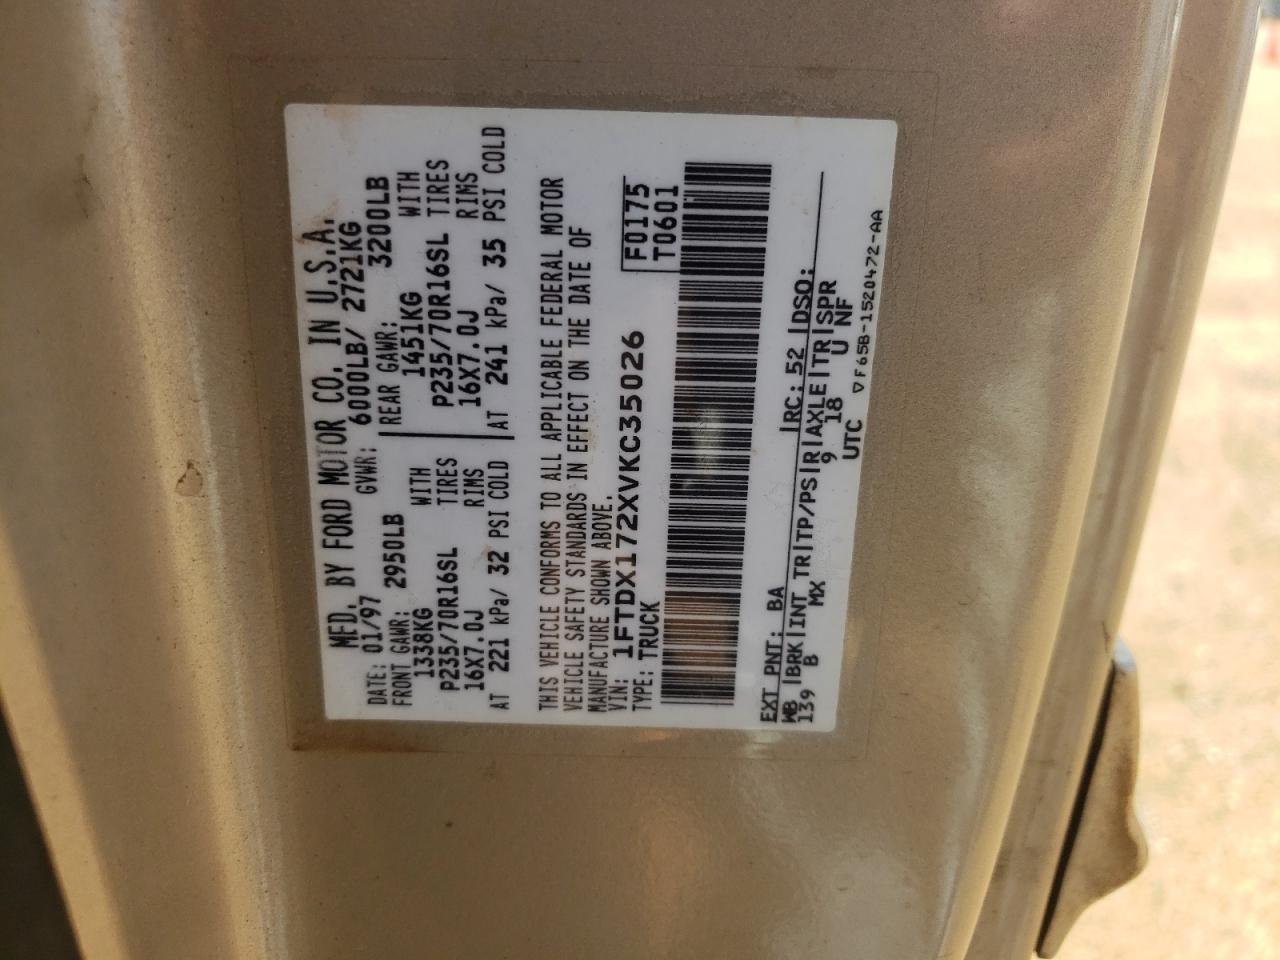 MFD. BY FORD MOTOR CO. IN U.S.A.
DATE: 01/97 GVWR: 6000LB/ 2721KG
FRONT GAWR: 2950LB REAR GAWR: 3200LB
1338KG WITH 1451KG WITH
P235/70R16SL TIRES P235/70R16SL TIRES
16X7.0J RIMS 16X7.0J RIMS
AT 221 kPa/ 32 PSI COLD AT 241 kPa/ 35 PSI COLD
THIS VEHICLE CONFORMS TO ALL APPLICABLE FEDERAL MOTOR
VEHICLE SAFETY STANDARDS IN EFFECT ON THE DATE OF
MANUFACTURE SHOWN ABOVE.
VIN: 1FTDX172XVKC35026 F0175
TYPE: TRUCK T0601
EXT PNT: BA RC: 52 DSO:
WB BRK INT TR TP/PS R AXLE TR SPR
139 B MX 9 18 U NF
UTC ▽F65B-1520472-AA